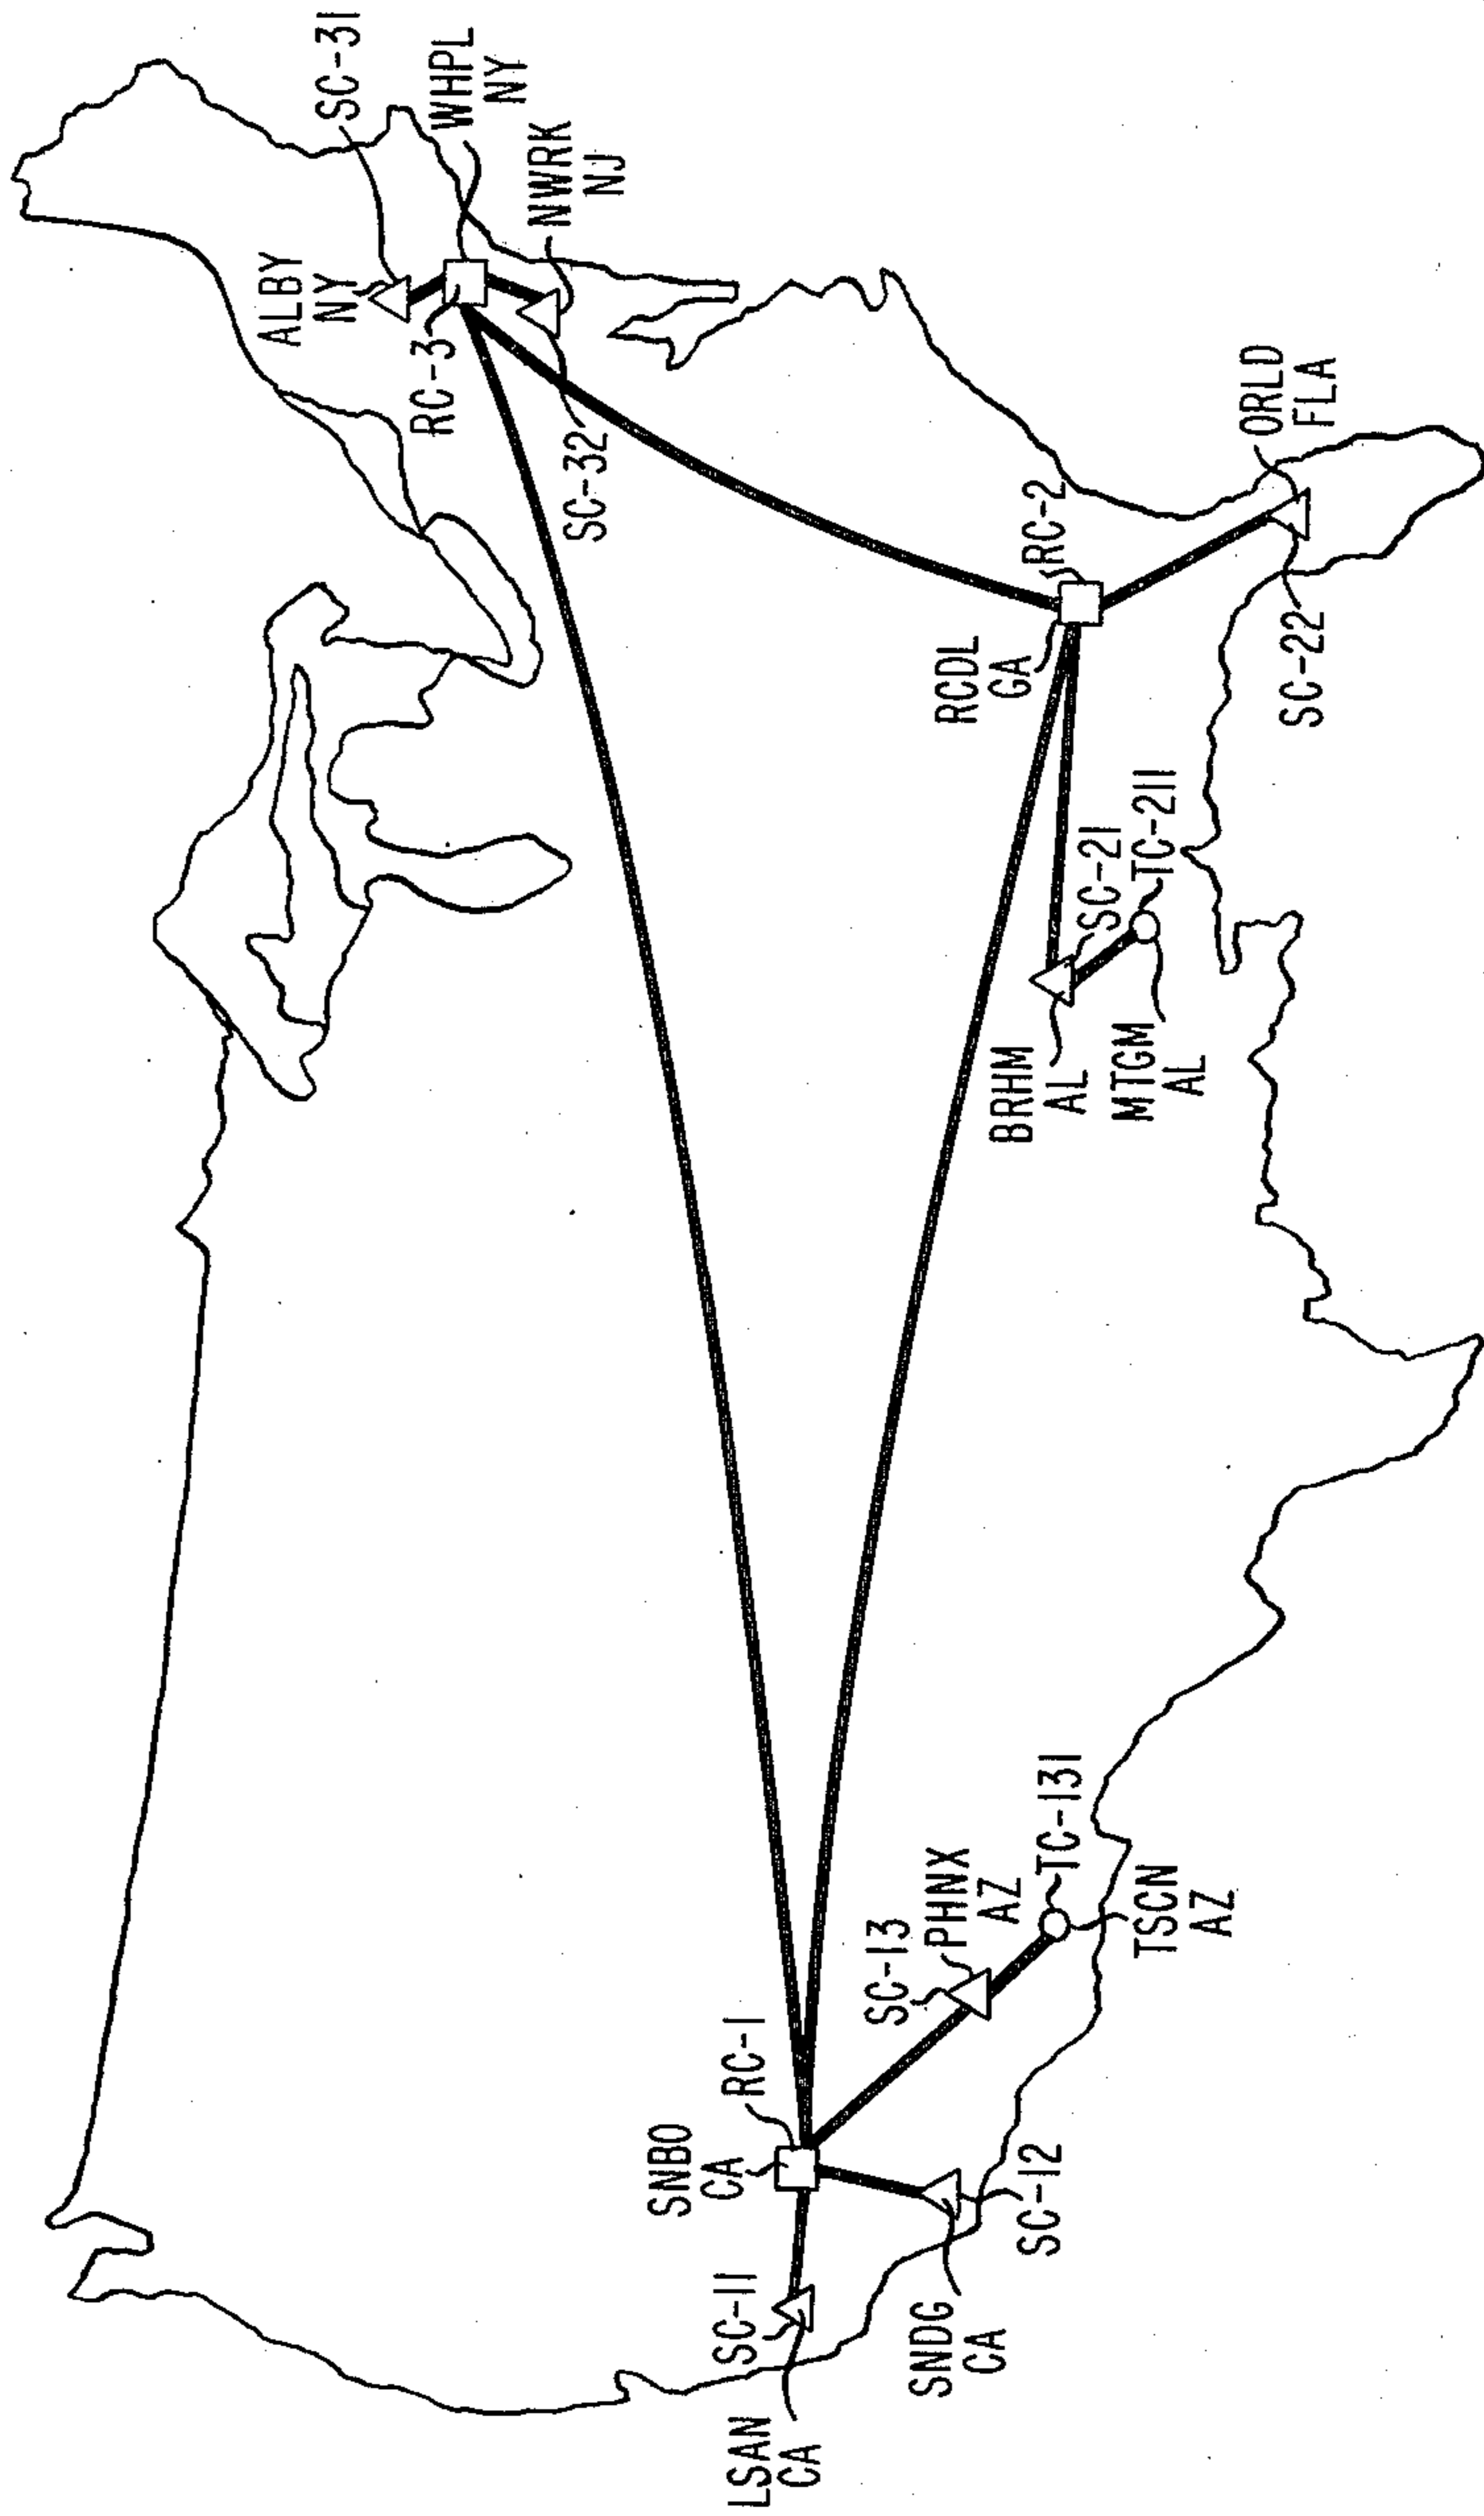 ALBY
NY
SC-31
WHPL
NY
RC-3
NWRK
NJ
SC-32
SNBO
CA
RC-1
SC-11
LSAN
CA
SC-13
PHNX
AZ
TC-131
TSCN
AZ
SNDG
CA
SC-12
RCDL
GA
RC-2
BRHM
AL
SC-21
TC-211
MTGM
AL
ORLD
FLA
SC-22